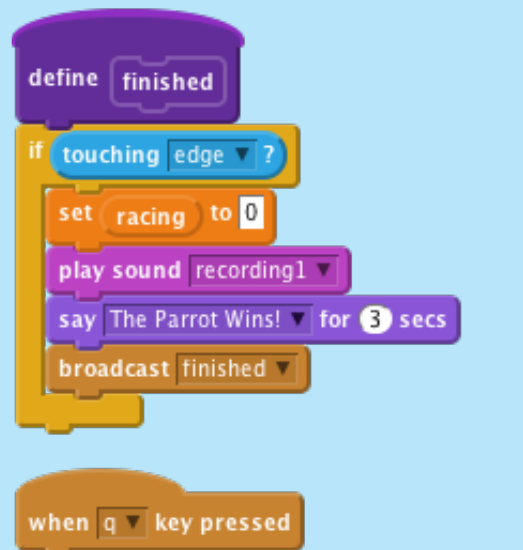 define finished
if touching edge ?
set racing to 0
play sound recording1
say The Parrot Wins! for 3 secs
broadcast finished
when q key pressed